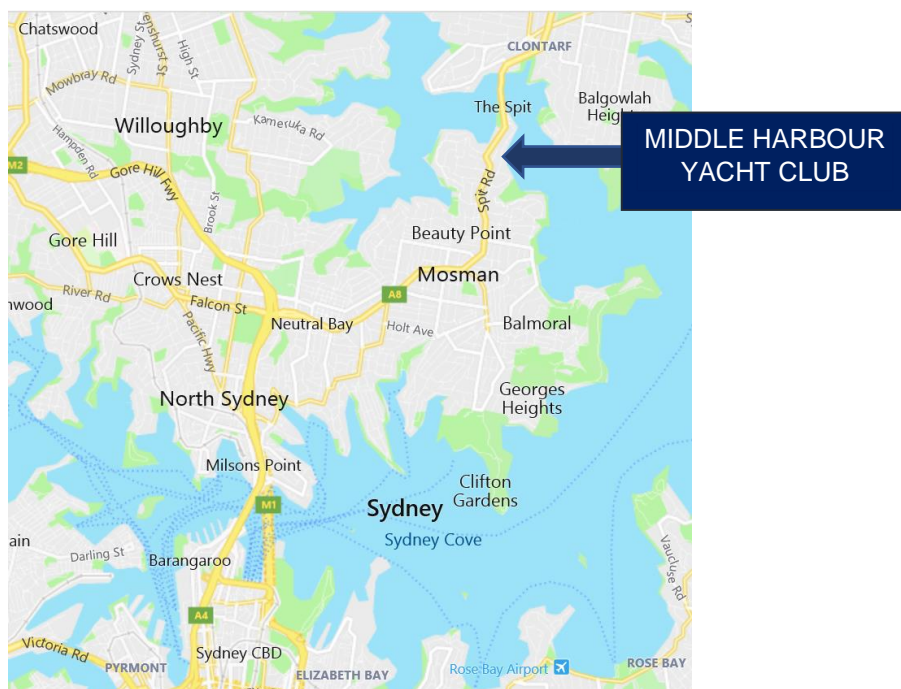 Chatswood
Sydney St
enshurst St
High St
CLONTARF
Mowbray Rd
The Spit
Balgowlah
Heights
Willoughby
Kameruka Rd
Hampden Rd
MIDDLE HARBOUR
YACHT CLUB
M2
Gore Hill Fwy
Spit Rd
Brook St
Gore Hill
Beauty Point
Mosman
Crows Nest
River Rd
A8
nwood
Falcon St
Pacific Hwy
Neutral Bay
Holt Ave
Balmoral
North Sydney
Georges
Heights
Milsons Point
Clifton
Gardens
M1
Sydney
Sydney Cove
ain
Darling St
Barangaroo
Vaucluse Rd
A4
Victoria Rd
PYRMONT
Sydney CBD
ELIZABETH BAY
Rose Bay Airport
ROSE BAY